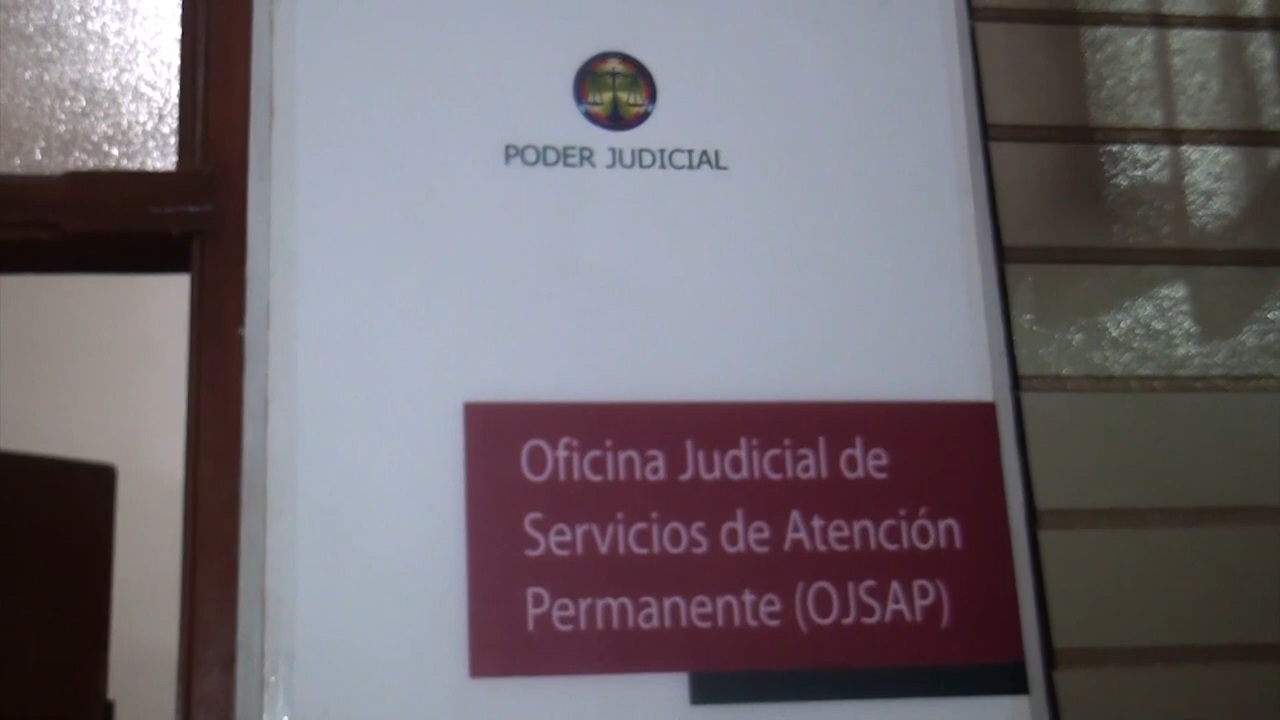 PODER JUDICIAL
Oficina Judicial de
Servicios de Atención
Permanente (OJSAP)